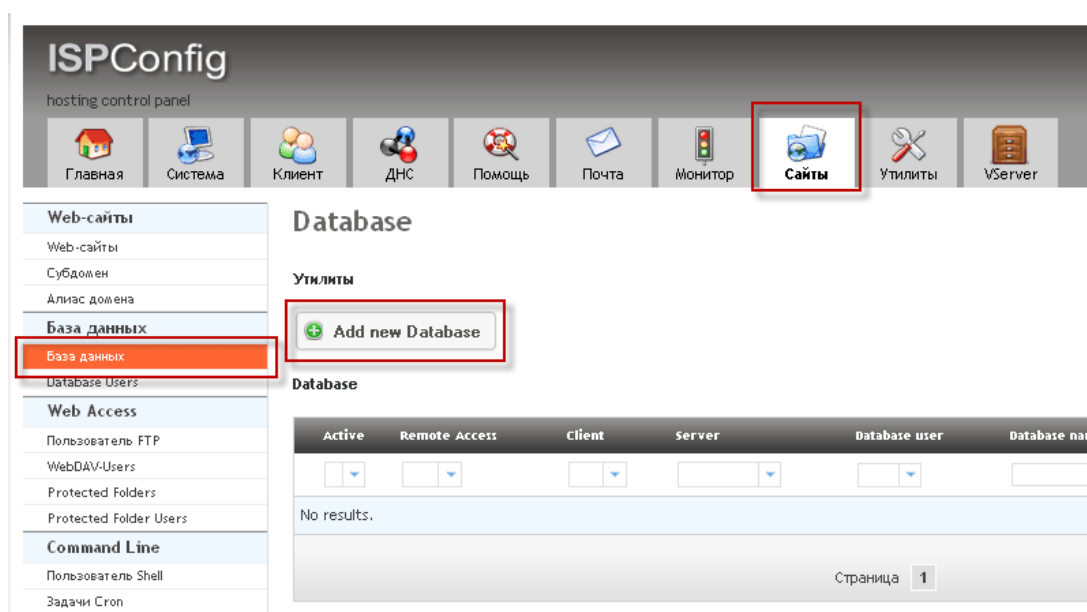 ISPConfig
hosting control panel
Главная Система Клиент ДНС Помощь Почта Монитор Сайты Утилиты VServer
Web-сайты
Web-сайты
Субдомен
Алиас домена
База данных
База данных
Database Users
Web Access
Пользователь FTP
WebDAV-Users
Protected Folders
Protected Folder Users
Command Line
Пользователь Shell
Задачи Cron
Database
Утилиты
Add new Database
Database
Active Remote Access Client Server Database user Database na
No results.
Страница 1